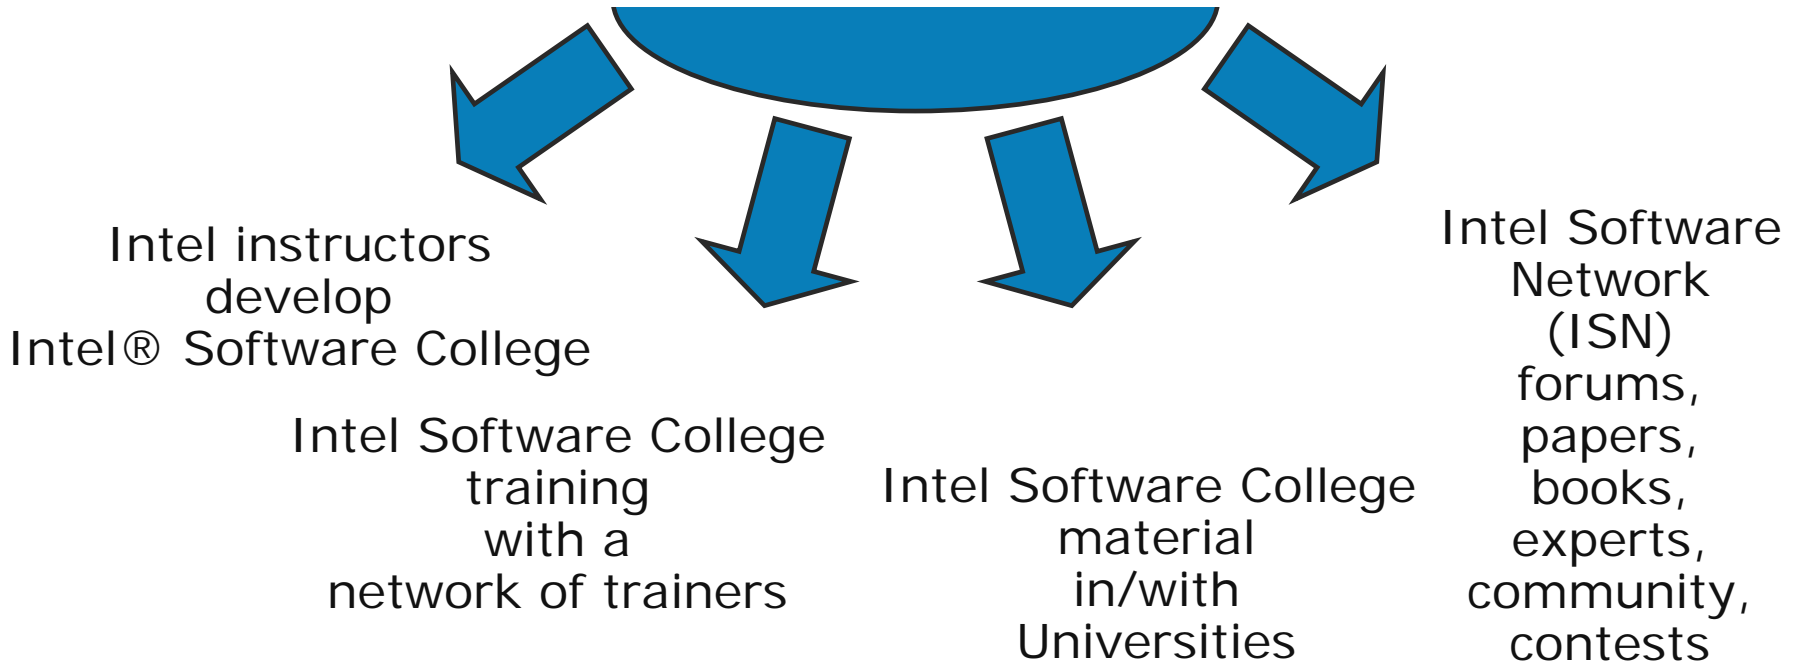 Intel instructors
develop
Intel® Software College
Intel Software College
training
with a
network of trainers
Intel Software College
material
in/with
Universities
Intel Software
Network
(ISN)
forums,
papers,
books,
experts,
community,
contests